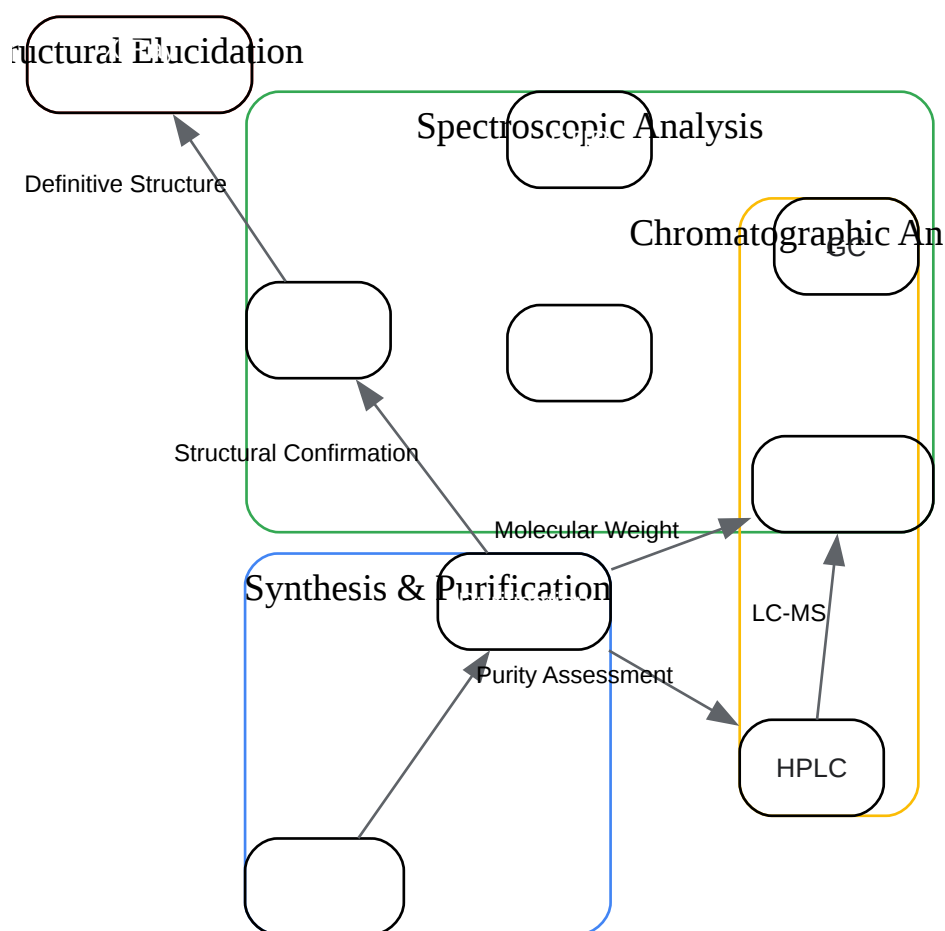 ructural Elucidation
Spectroscopic Analysis
Definitive Structure
Chromatographic An
GC
Structural Confirmation
Molecular Weight
Synthesis & Purification
LC-MS
Purity Assessment
HPLC